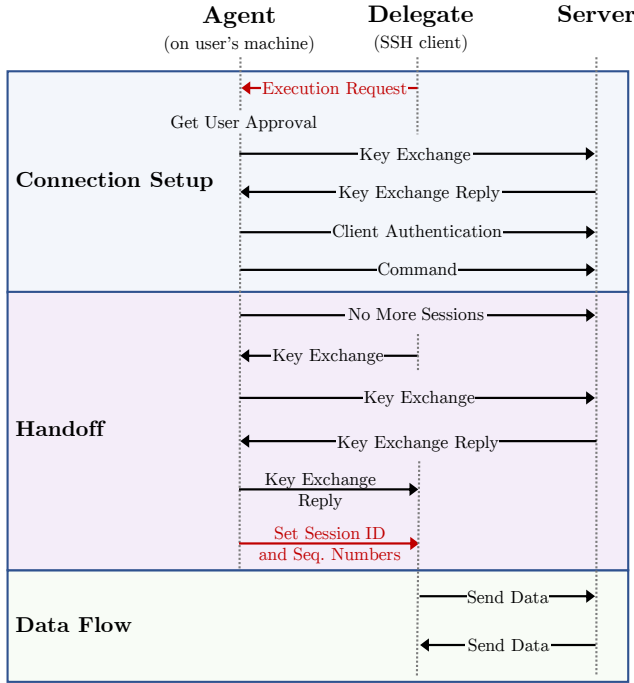 Agent
Delegate
Server
(on user's machine)
(SSH client)
Execution Request
Get User Approval
Key Exchange
Connection Setup
Key Exchange Reply
Client Authentication
Command
No More Sessions
Key Exchange
Key Exchange
Handoff
Key Exchange Reply
Key Exchange
Reply
Set Session ID
and Seq. Numbers
Send Data
Data Flow
Send Data